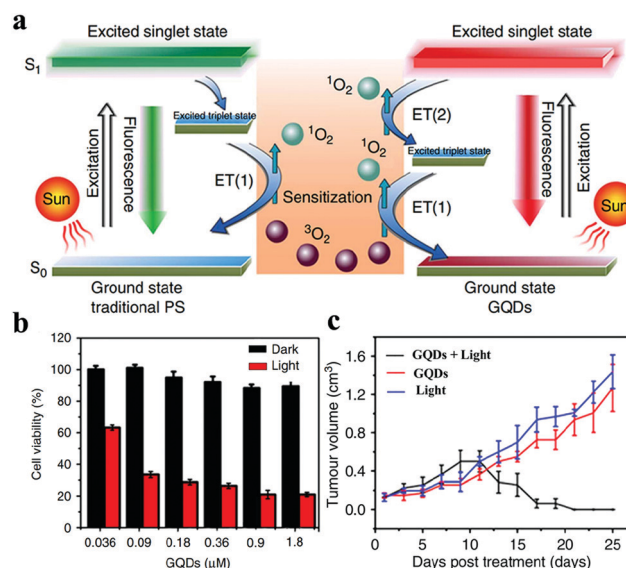 a
Excited singlet state
Excited singlet state
S1
¹O2
Excited triplet state
¹O2
ET(2)
Excited triplet state
¹O2
Excitation
Fluorescence
Fluorescence
Excitation
ET(1)
Sensitization
ET(1)
Sun
Sun
³O2
S0
Ground state
traditional PS
Ground state
GQDs
b
120
100
80
60
40
20
0
Cell viability (%)
Dark
Light
0.036 0.09 0.18 0.36 0.9 1.8
GQDs (μM)
c
1.6
1.2
0.8
0.4
0.0
Tumour volume (cm³)
GQDs + Light
GQDs
Light
0 5 10 15 20 25
Days post treatment (days)